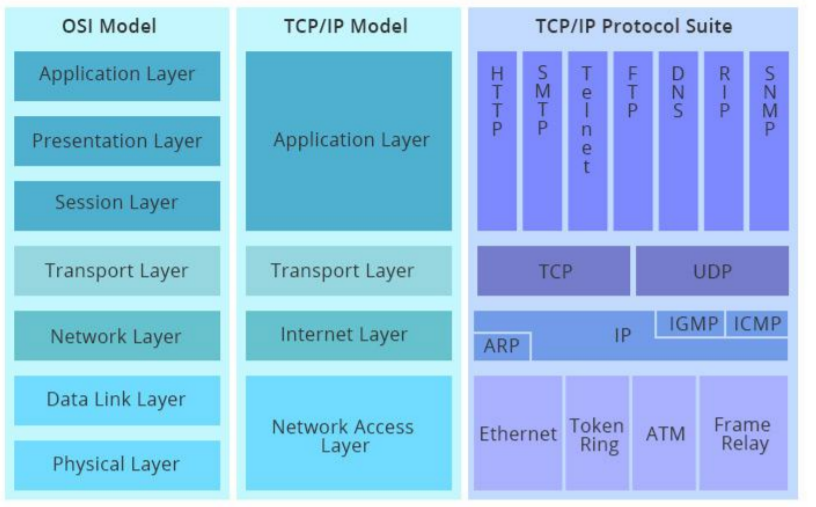 OSI Model
Application Layer
Presentation Layer
Session Layer
Transport Layer
Network Layer
Data Link Layer
Physical Layer
TCP/IP Model
Application Layer
Transport Layer
Internet Layer
Network Access
Layer
TCP/IP Protocol Suite
HTTP
SMTP
Telnet
FTP
DNS
RIP
SNMP
TCP
UDP
ARP
IP
IGMP
ICMP
Ethernet
Token
Ring
ATM
Frame
Relay